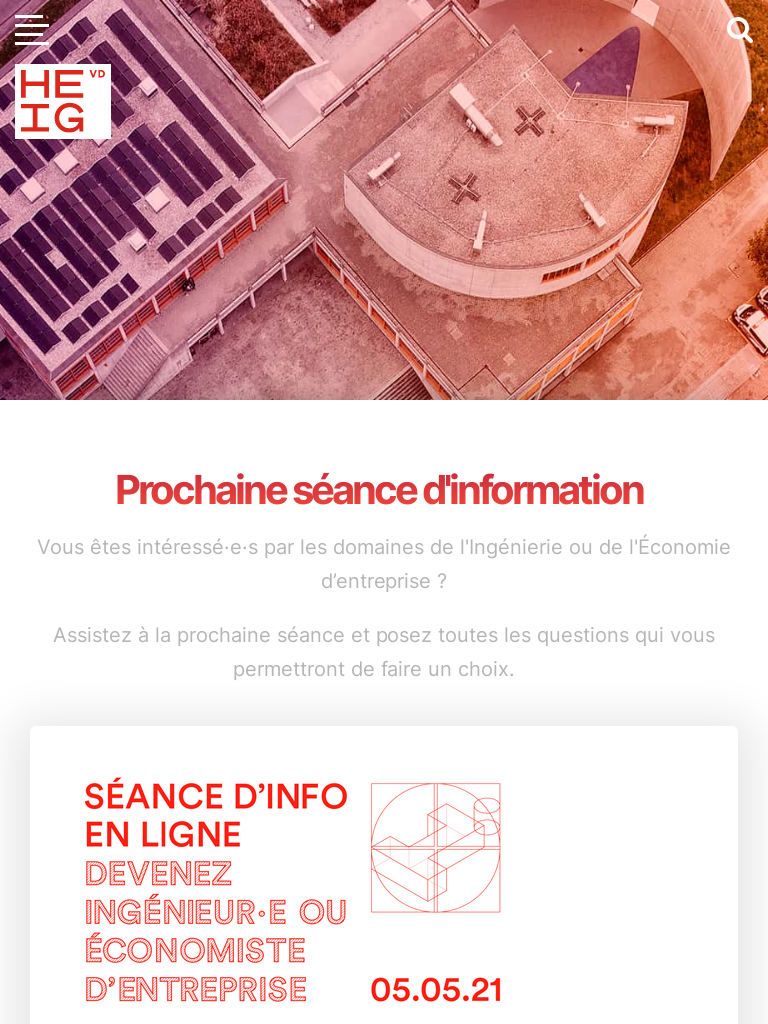 HE VD
IG
Prochaine séance d'information
Vous êtes intéressé·e·s par les domaines de l'Ingénierie ou de l'Économie
d’entreprise ?
Assistez à la prochaine séance et posez toutes les questions qui vous
permettront de faire un choix.
SÉANCE D’INFO
EN LIGNE
DEVENEZ
INGÉNIEUR·E OU
ÉCONOMISTE
D’ENTREPRISE
05.05.21